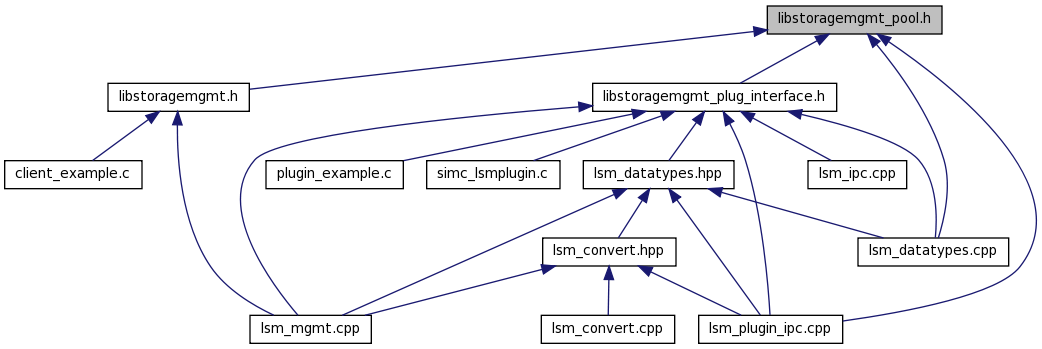 libstoragemgmt_pool.h
libstoragemgmt.h
libstoragemgmt_plug_interface.h
client_example.c
plugin_example.c
simc_lsmplugin.c
lsm_datatypes.hpp
lsm_ipc.cpp
lsm_convert.hpp
lsm_datatypes.cpp
lsm_mgmt.cpp
lsm_convert.cpp
lsm_plugin_ipc.cpp